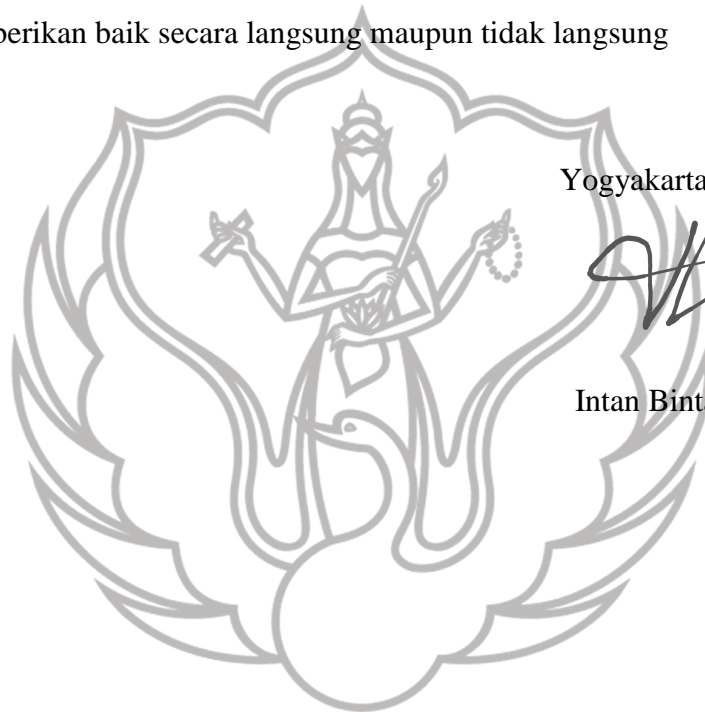 berikan baik secara langsung maupun tidak langsung
Yogyakarta
Intan Bint